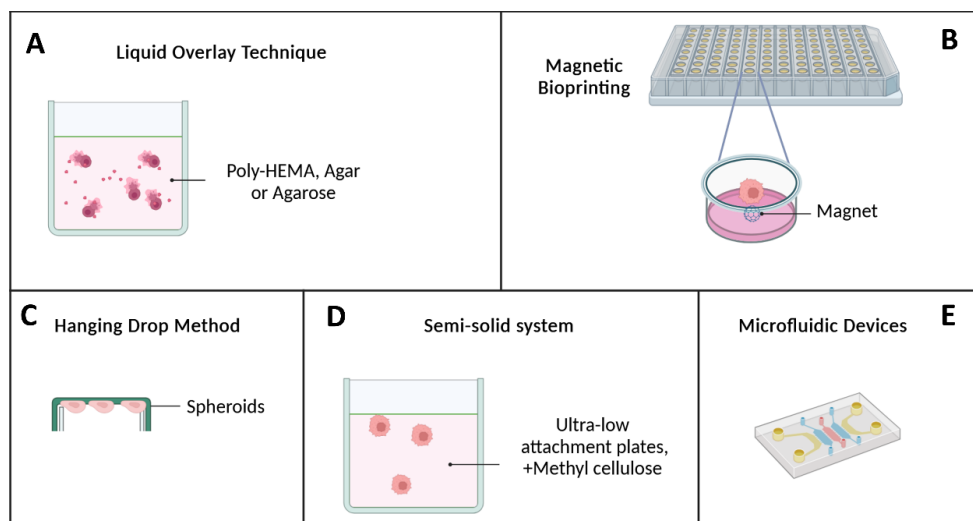 A
Liquid Overlay Technique
Poly-HEMA, Agar
or Agarose
B
Magnetic
Bioprinting
Magnet
C
Hanging Drop Method
Spheroids
D
Semi-solid system
Ultra-low
attachment plates,
+Methyl cellulose
E
Microfluidic Devices